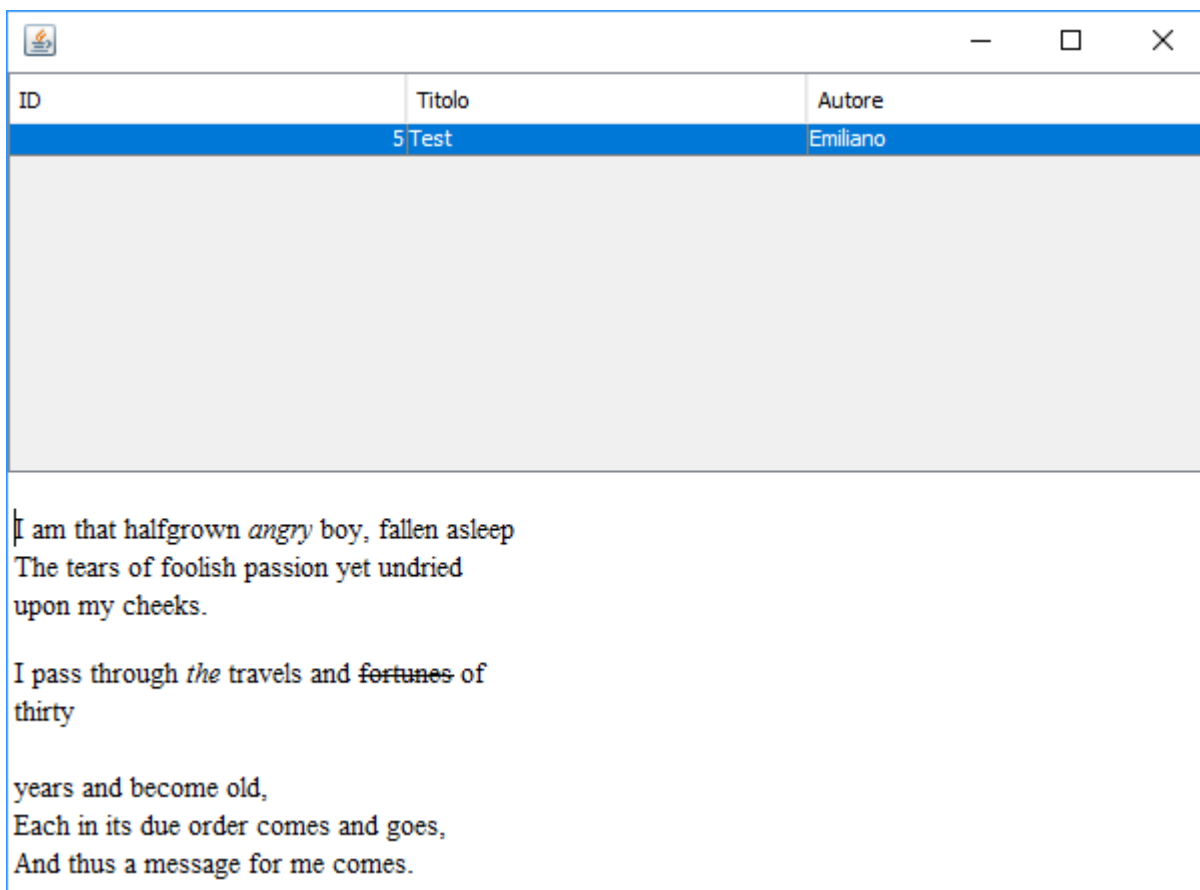 ID Titolo Autore
5 Test Emiliano
I am that halfgrown angry boy, fallen asleep
The tears of foolish passion yet undried
upon my cheeks.
I pass through the travels and fortunes of
thirty
years and become old,
Each in its due order comes and goes,
And thus a message for me comes.